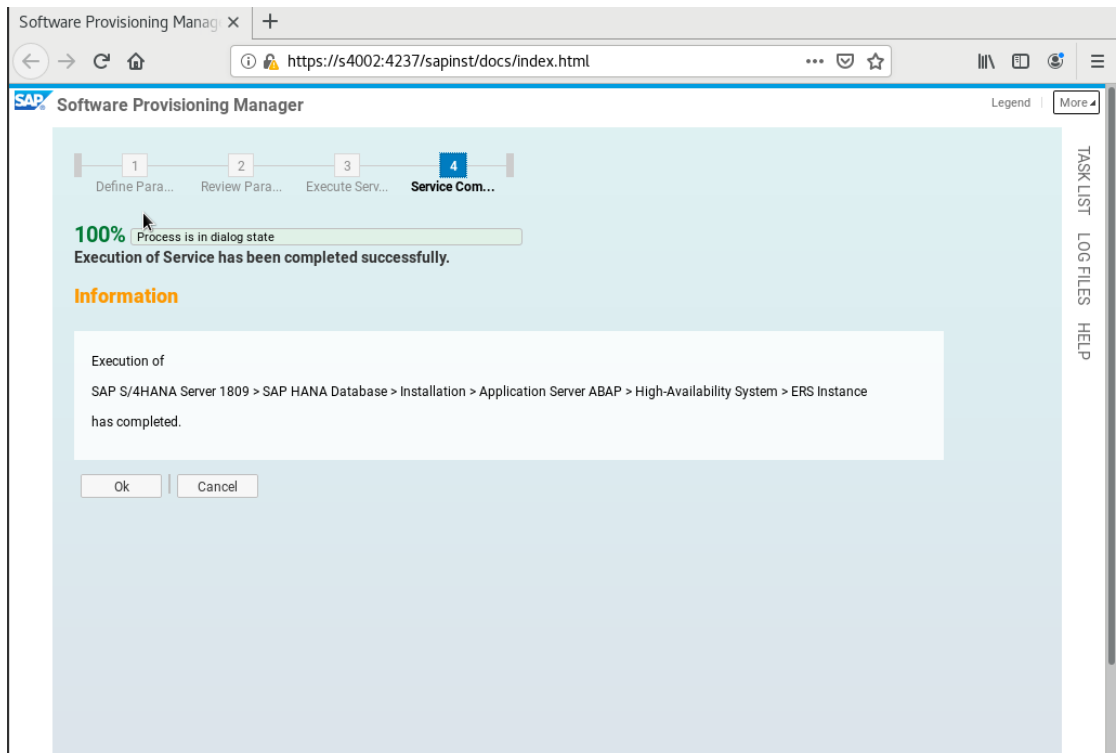 Software Provisioning Manag
https://s4002:4237/sapinst/docs/index.html
SAP Software Provisioning Manager
Legend
More
1
Define Para...
2
Review Para...
3
Execute Serv...
4
Service Com...
100%
Process is in dialog state
Execution of Service has been completed successfully.
Information
Execution of
SAP S/4HANA Server 1809 > SAP HANA Database > Installation > Application Server ABAP > High-Availability System > ERS Instance
has completed.
Ok
Cancel
TASK LIST
LOG FILES
HELP